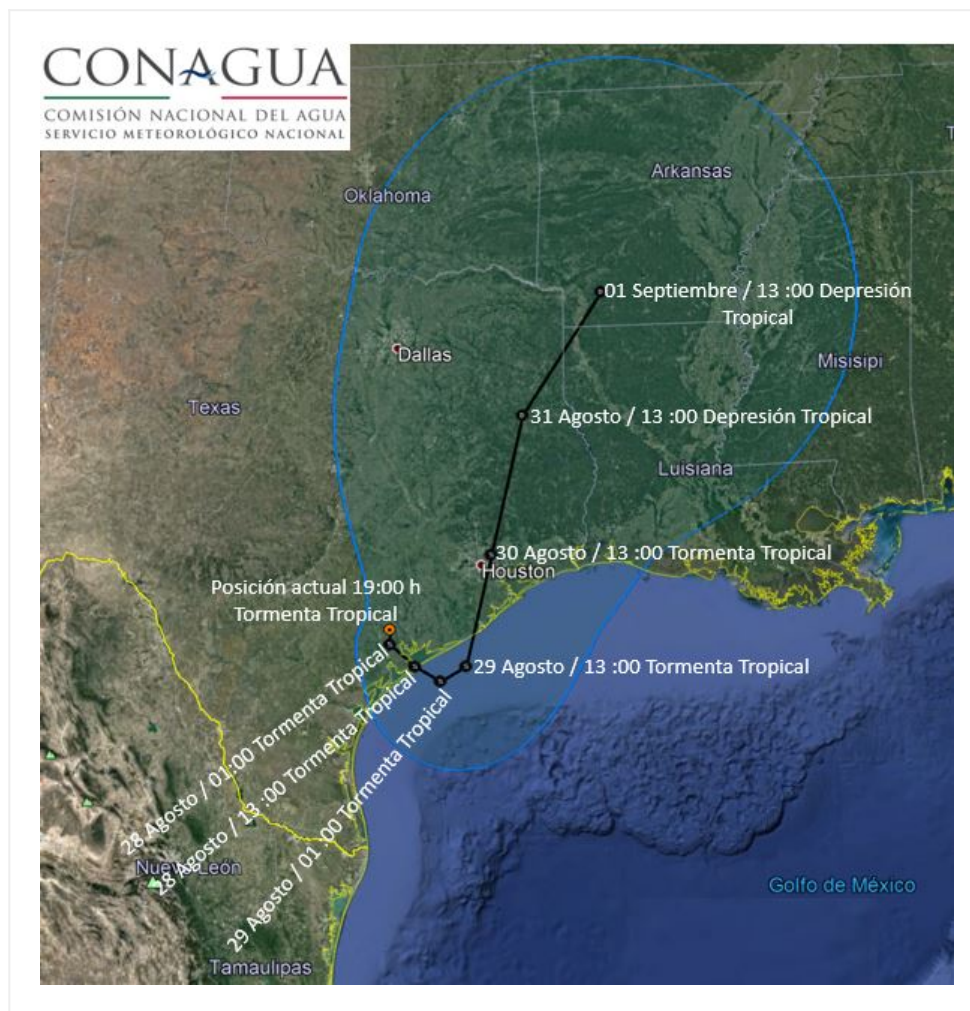 CONAGUA
COMISIÓN NACIONAL DEL AGUA
SERVICIO METEOROLÓGICO NACIONAL
Arkansas
Oklahoma
01 Septiembre / 13 :00 Depresión
Tropical
Dallas
Misisipi
Texas
31 Agosto / 13 :00 Depresión Tropical
Luisiana
30 Agosto / 13 :00 Tormenta Tropical
Houston
Posición actual 19:00 h
Tormenta Tropical
29 Agosto / 13 :00 Tormenta Tropical
28 Agosto / 01:00 Tormenta Tropical
28 Agosto / 13 :00 Tormenta Tropical
29 Agosto / 01 :00 Tormenta Tropical
Nuevo León
Golfo de México
Tamaulipas